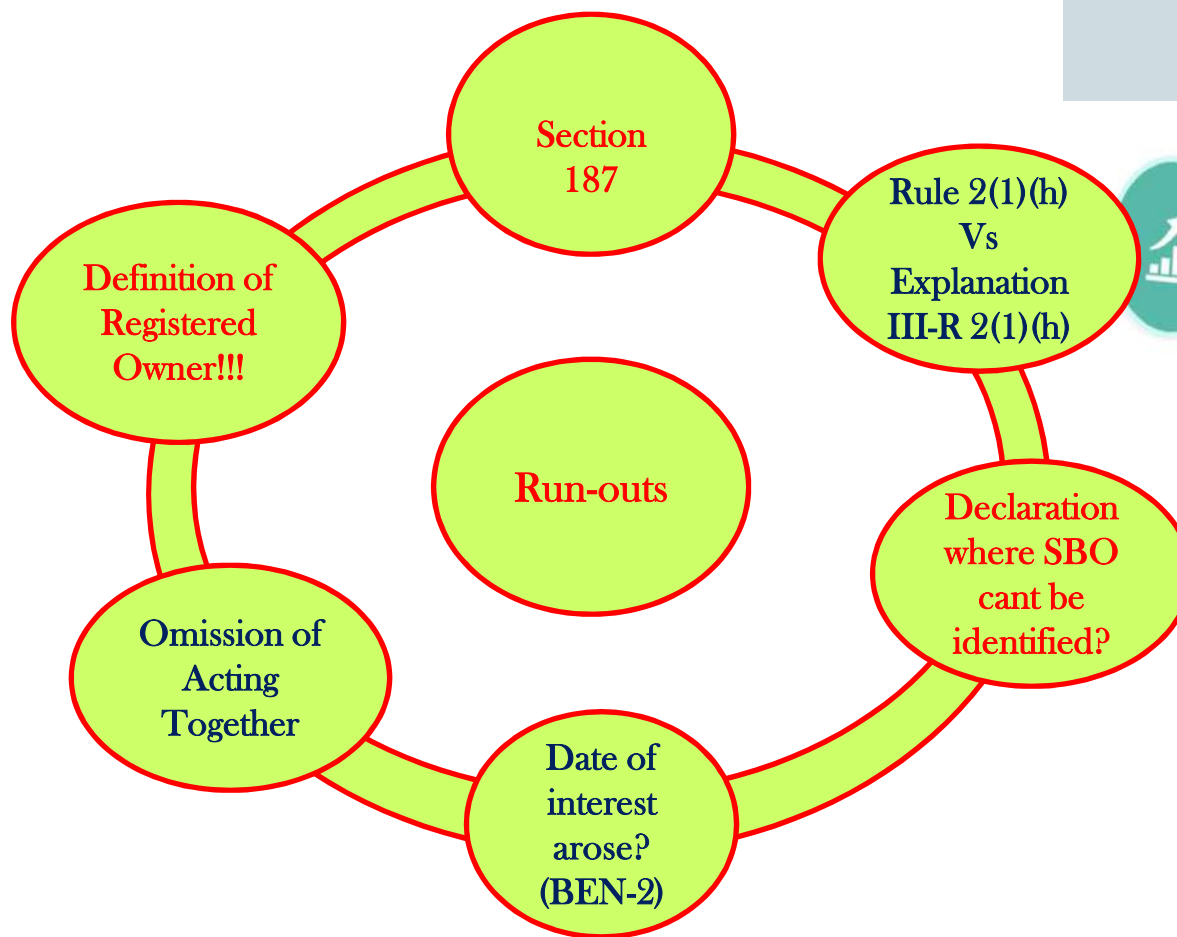 Section
187
Rule 2(1)(h)
Vs
Explanation
III-R 2(1)(h)
Definition of
Registered
Owner!!!
Run-outs
Declaration
where SBO
cant be
identified?
Omission of
Acting
Together
Date of
interest
arose?
(BEN-2)